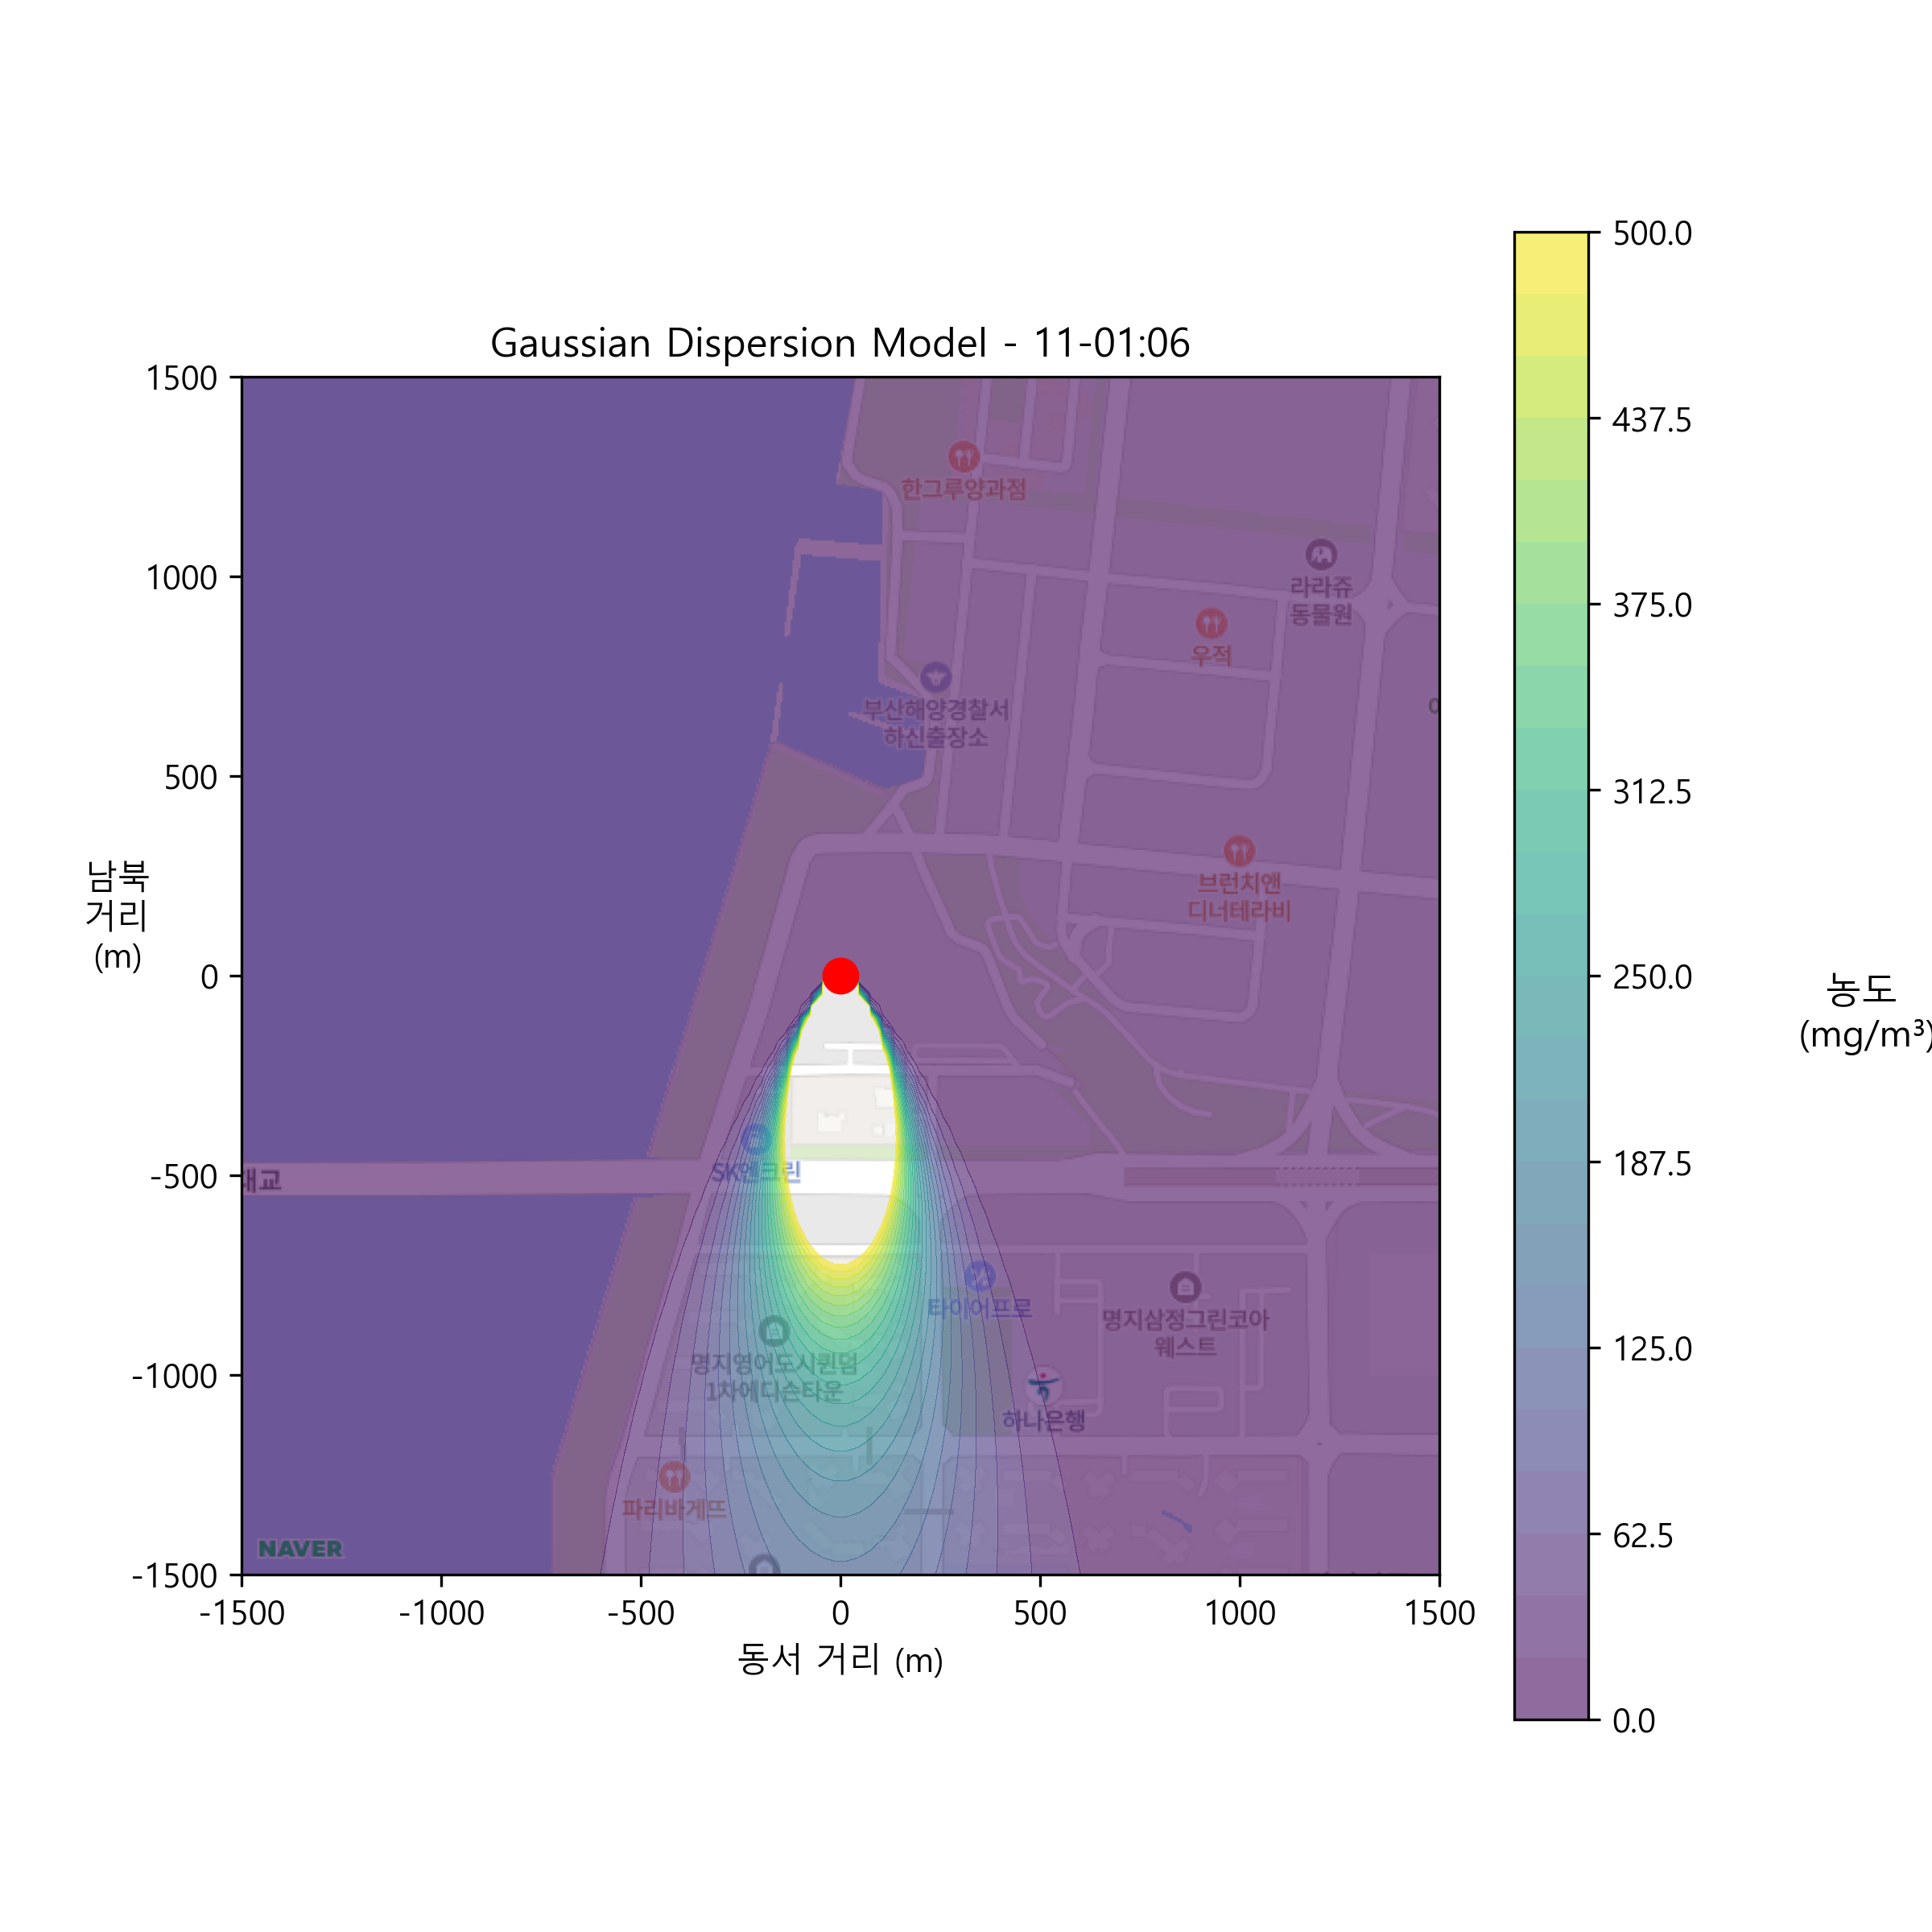 Gaussian Dispersion Model - 11-01:06
1500
1000
500
0
-500
-1000
-1500
-1500
-1000
-500
0
500
1000
1500
남북
거리
(m)
동서 거리 (m)
한그루양과점
라라쥬
동물원
우적
부산해양경찰서
하신출장소
브런치앤
디너테라비
대교
SK엔크린
타이어프로
명지삼정그린코아
웨스트
명지영어도시퀸덤
1차에디슨타운
하나은행
파리바게뜨
NAVER
500.0
437.5
375.0
312.5
250.0
187.5
125.0
62.5
0.0
농도
(mg/m³)